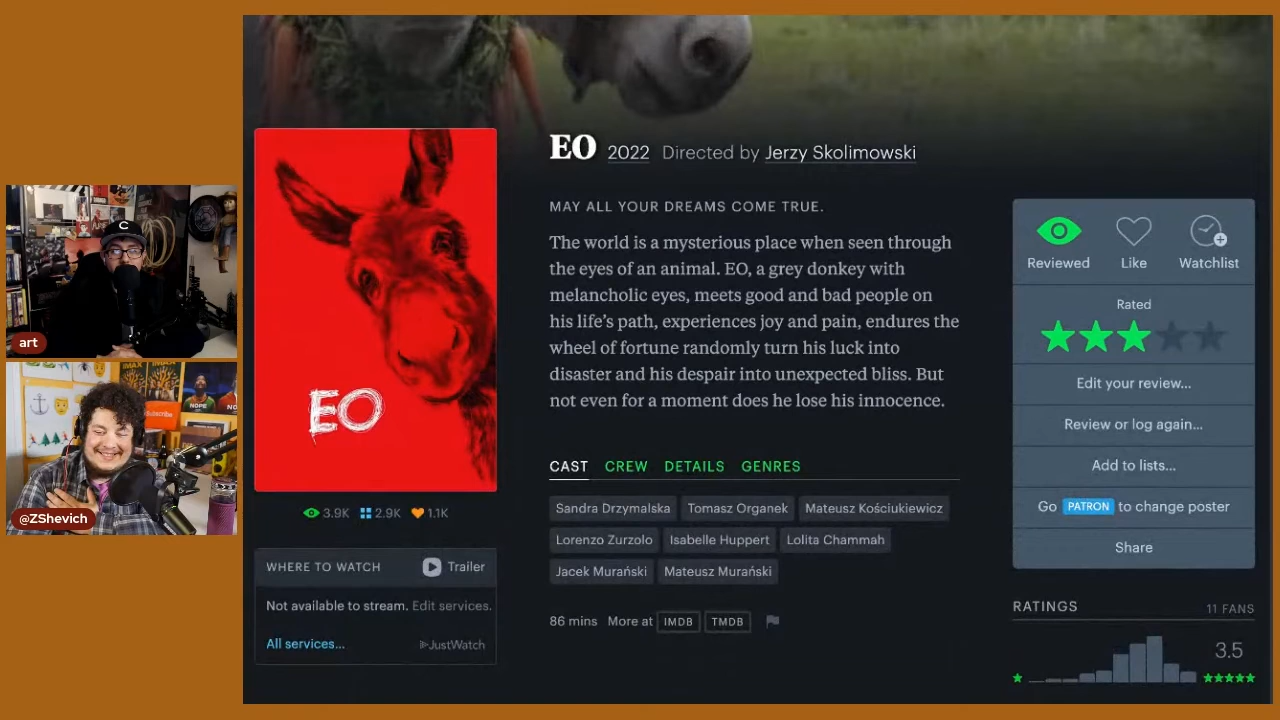 EO 2022 Directed by Jerzy Skolimowski
MAY ALL YOUR DREAMS COME TRUE.
The world is a mysterious place when seen through
the eyes of an animal. EO, a grey donkey with
melancholic eyes, meets good and bad people on
his life's path, experiences joy and pain, endures the
wheel of fortune randomly turn his luck into
disaster and his despair into unexpected bliss. But
not even for a moment does he lose his innocence.
CAST CREW DETAILS GENRES
Sandra Drzymalska Tomasz Organek Mateusz Kościukiewicz
Lorenzo Zurzolo Isabelle Huppert Lolita Chammah
Jacek Murański Mateusz Murański
86 mins More at IMDB TMDB
EO
3.9K 2.9K 1.1K
WHERE TO WATCH Trailer
Not available to stream. Edit services.
All services... JustWatch
Reviewed Like Watchlist
Rated
Edit your review...
Review or log again...
Add to lists...
Go PATRON to change poster
Share
RATINGS 11 FANS
3.5
art
C
IMAX
NOPE
NO
Subscribe
@ZShevich